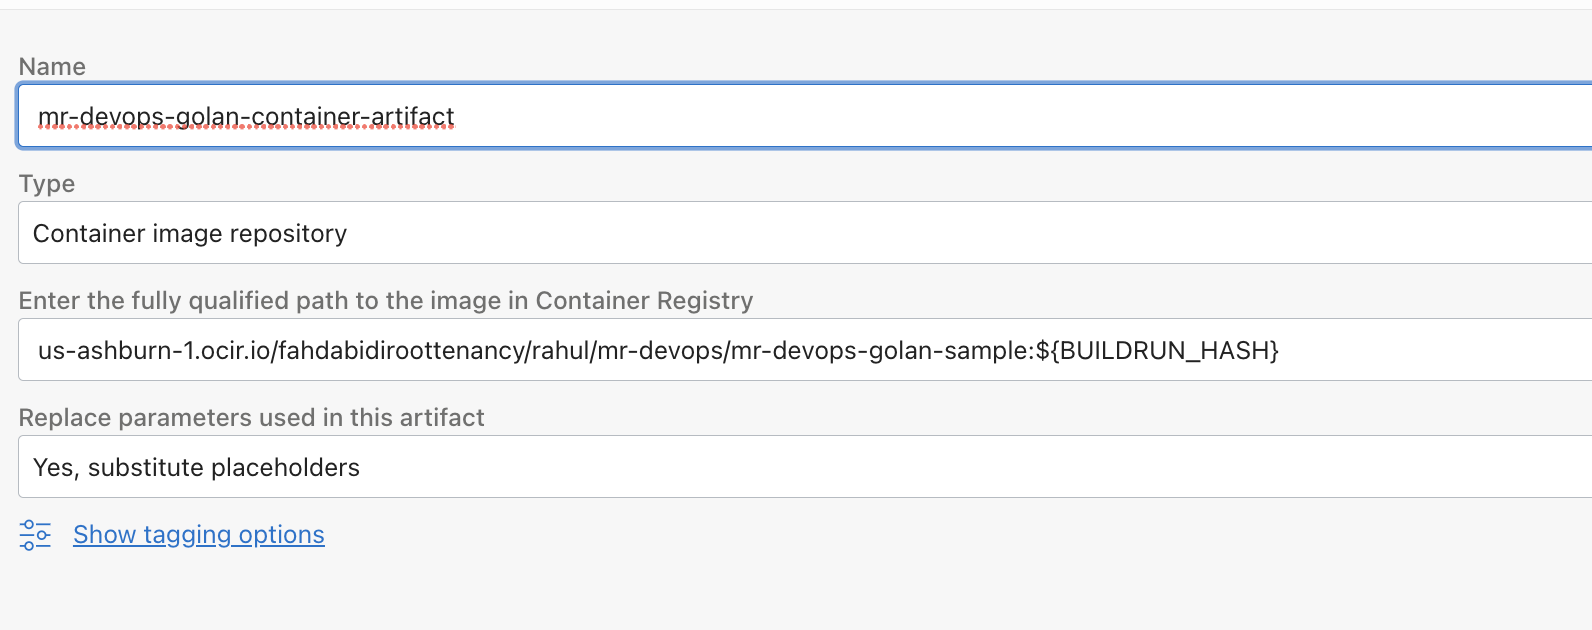 Name
mr-devops-golan-container-artifact
Type
Container image repository
Enter the fully qualified path to the image in Container Registry
us-ashburn-1.ocir.io/fahdabidiroottenancy/rahul/mr-devops/mr-devops-golan-sample:${BUILDRUN_HASH}
Replace parameters used in this artifact
Yes, substitute placeholders
Show tagging options